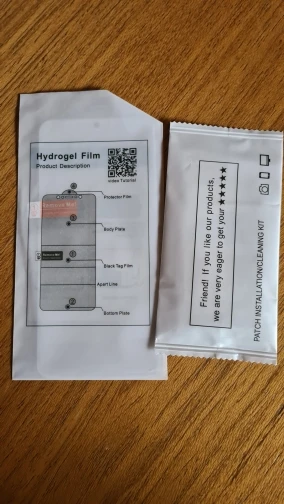 Hydrogel Film
Product Description
video Tutorial
Protector Film
Body Plate
Black Tag Film
Apart Line
Bottom Plate
Friend! If you like our products,
we are very eager to get your ★★★★★
PATCH INSTALLATION/CLEANING KIT